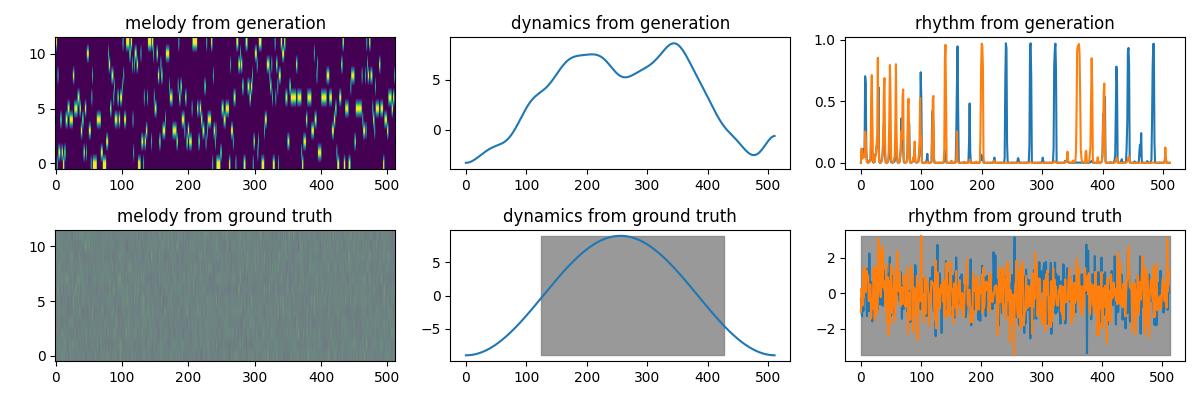 melody from generation
dynamics from generation
rhythm from generation
10
5
0
0 100 200 300 400 500
5
0
0 100 200 300 400 500
1.0
0.5
0.0
0 100 200 300 400 500
melody from ground truth
dynamics from ground truth
rhythm from ground truth
10
5
0
0 100 200 300 400 500
5
0
−5
0 100 200 300 400 500
2
0
−2
0 100 200 300 400 500